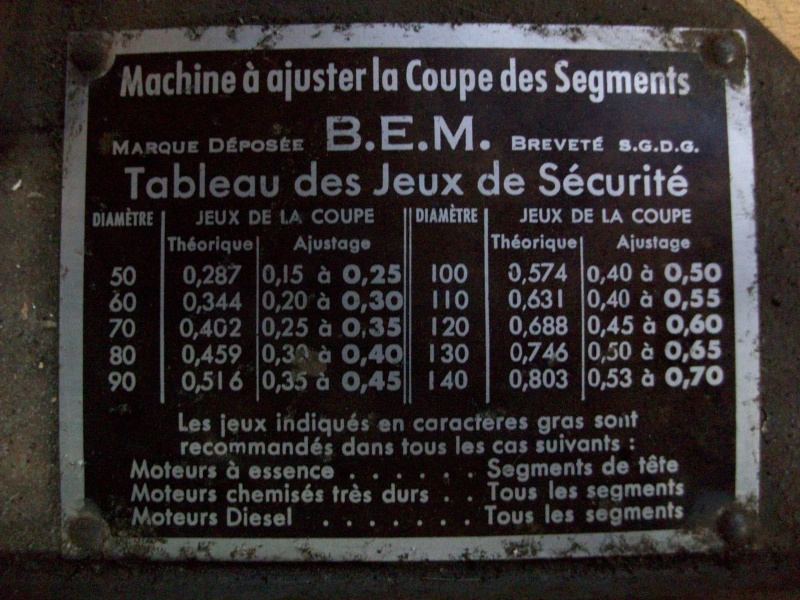 Machine à ajuster la Coupe des Segments
MARQUE DÉPOSÉE B.E.M. BREVETÉ S.G.D.G.
Tableau des Jeux de Sécurité
DIAMÈTRE JEUX DE LA COUPE DIAMÈTRE JEUX DE LA COUPE
Théorique Ajustage Théorique Ajustage
50 0,287 0,15 à 0,25 100 0,574 0,40 à 0,50
60 0,344 0,20 à 0,30 110 0,631 0,40 à 0,55
70 0,402 0,25 à 0,35 120 0,688 0,45 à 0,60
80 0,459 0,30 à 0,40 130 0,746 0,50 à 0,65
90 0,516 0,35 à 0,45 140 0,803 0,53 à 0,70
Les jeux indiqués en caractères gras sont
recommandés dans tous les cas suivants :
Moteurs à essence . . . . . . Segments de tête
Moteurs chemisés très durs . . Tous les segments
Moteurs Diesel . . . . . . . Tous les segments